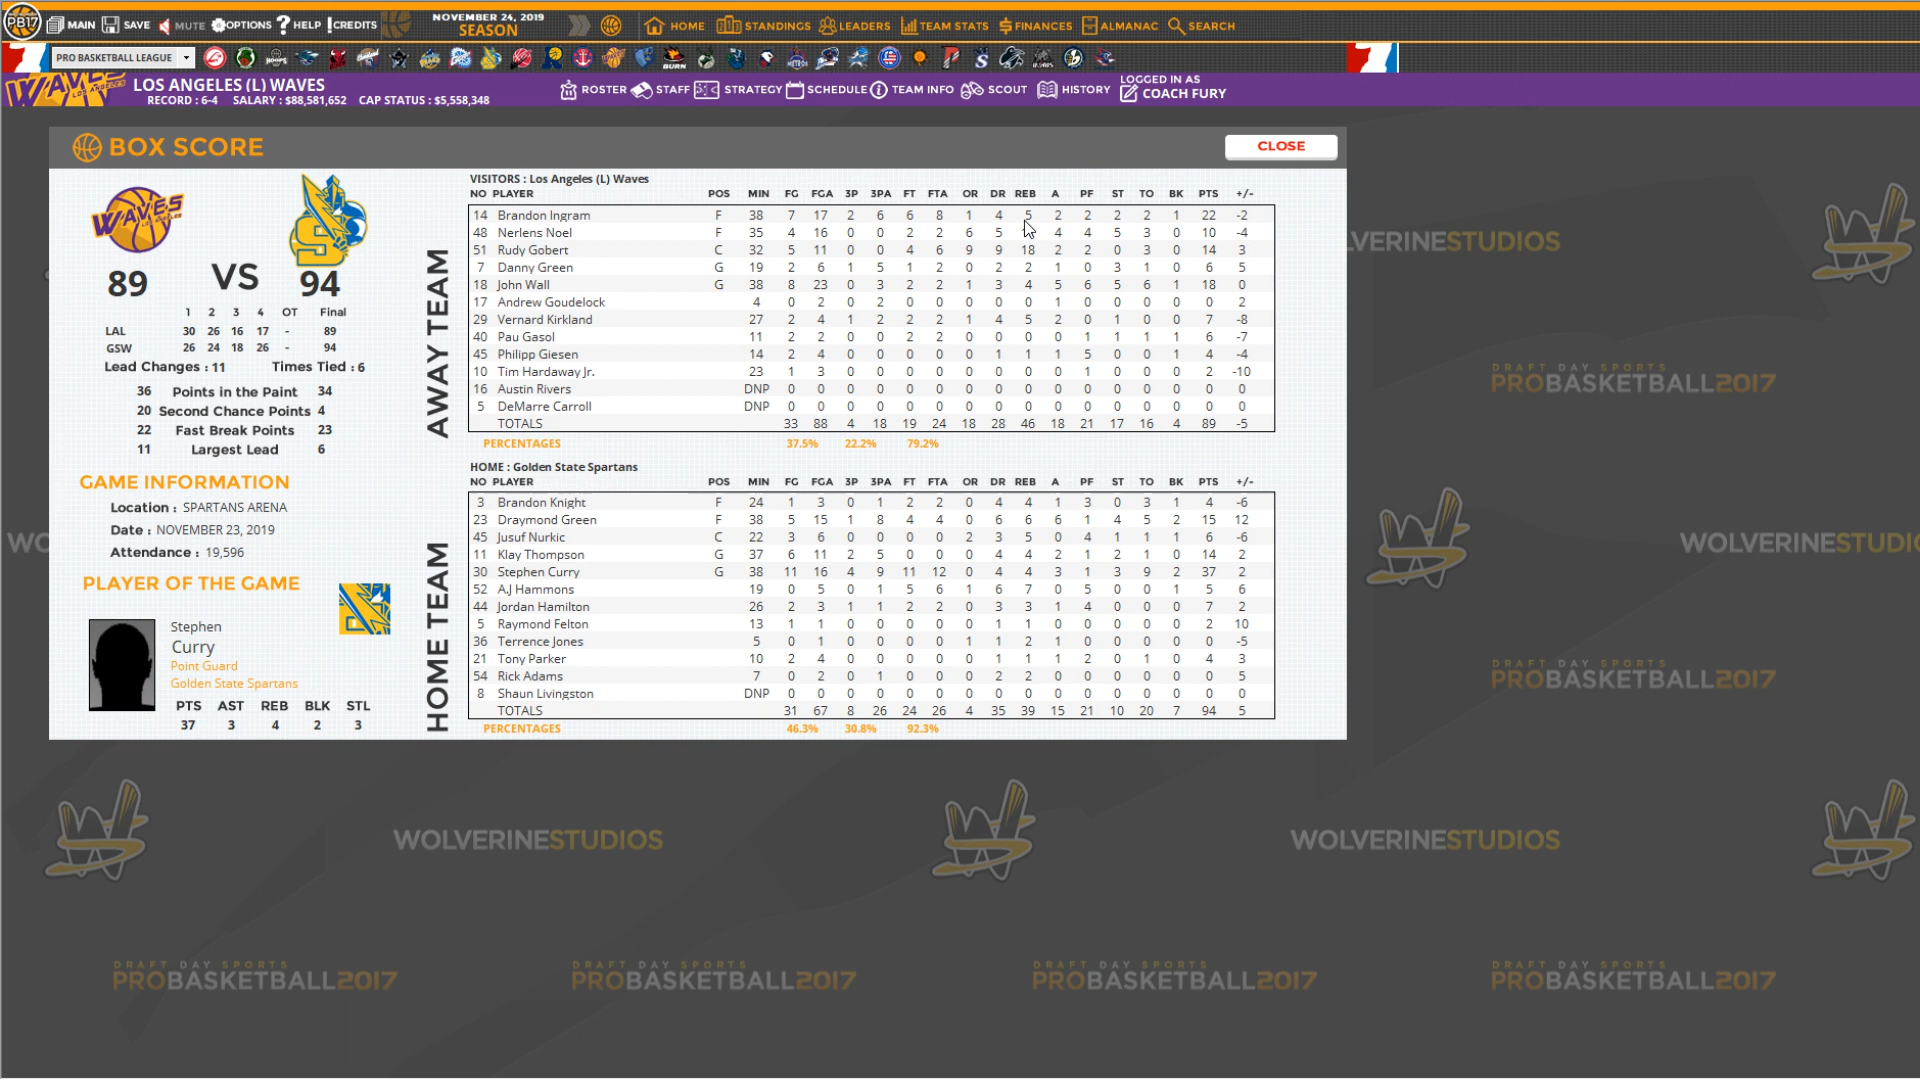 PB17 MAIN SAVE MUTE OPTIONS ? HELP ! CREDITS NOVEMBER 24, 2019 SEASON HOME STANDINGS LEADERS TEAM STATS FINANCES ALMANAC SEARCH
PRO BASKETBALL LEAGUE
WAVES LOS ANGELES (L) WAVES
RECORD : 6-4 SALARY : $88,581,652 CAP STATUS : $5,558,348
ROSTER STAFF STRATEGY SCHEDULE TEAM INFO SCOUT HISTORY LOGGED IN AS COACH FURY
BOX SCORE CLOSE
WAVES S
89 VS 94
1 2 3 4 OT Final
LAL 30 26 16 17 - 89
GSW 26 24 18 26 - 94
Lead Changes : 11 Times Tied : 6
36 Points in the Paint 34
20 Second Chance Points 4
22 Fast Break Points 23
11 Largest Lead 6
GAME INFORMATION
Location : SPARTANS ARENA
Date : NOVEMBER 23, 2019
Attendance : 19,596
PLAYER OF THE GAME
Stephen
Curry
Point Guard
Golden State Spartans
PTS AST REB BLK STL
37 3 4 2 3
AWAY TEAM
VISITORS : Los Angeles (L) Waves
NO PLAYER POS MIN FG FGA 3P 3PA FT FTA OR DR REB A PF ST TO BK PTS +/-
14 Brandon Ingram F 38 7 17 2 6 6 8 1 4 5 2 2 2 2 1 22 -2
48 Nerlens Noel F 35 4 16 0 0 2 2 6 5 4 4 5 3 0 10 -4
51 Rudy Gobert C 32 5 11 0 0 4 6 9 9 18 2 2 0 3 0 14 3
7 Danny Green G 19 2 6 1 5 1 2 0 2 2 1 0 3 1 0 6 5
18 John Wall G 38 8 23 0 3 2 2 1 3 4 5 6 5 6 1 18 0
17 Andrew Goudelock 4 0 2 0 2 0 0 0 0 0 1 0 0 0 0 0 2
29 Vernard Kirkland 27 2 4 1 2 2 2 1 4 5 2 0 1 0 0 7 -8
40 Pau Gasol 11 2 2 0 0 2 2 0 0 0 0 1 1 1 1 6 -7
45 Philipp Giesen 14 2 4 0 0 0 0 0 1 1 1 5 0 0 1 4 -4
10 Tim Hardaway Jr. 23 1 3 0 0 0 0 0 0 0 0 1 0 0 0 2 -10
16 Austin Rivers DNP 0 0 0 0 0 0 0 0 0 0 0 0 0 0 0 0
5 DeMarre Carroll DNP 0 0 0 0 0 0 0 0 0 0 0 0 0 0 0 0
TOTALS 33 88 4 18 19 24 18 28 46 18 21 17 16 4 89 -5
PERCENTAGES 37.5% 22.2% 79.2%
HOME TEAM
HOME : Golden State Spartans
NO PLAYER POS MIN FG FGA 3P 3PA FT FTA OR DR REB A PF ST TO BK PTS +/-
3 Brandon Knight F 24 1 3 0 1 2 2 0 4 4 1 3 0 3 1 4 -6
23 Draymond Green F 38 5 15 1 8 4 4 0 6 6 6 1 4 5 2 15 12
45 Jusuf Nurkic C 22 3 6 0 0 0 0 2 3 5 0 4 1 1 1 6 -6
11 Klay Thompson G 37 6 11 2 5 0 0 0 4 4 2 1 2 1 0 14 2
30 Stephen Curry G 38 11 16 4 9 11 12 0 4 4 3 1 3 9 2 37 2
52 A.J Hammons 19 0 5 0 1 5 6 1 6 7 0 5 0 0 1 5 6
44 Jordan Hamilton 26 2 3 1 1 2 2 0 3 3 1 4 0 0 0 7 2
5 Raymond Felton 13 1 1 0 0 0 0 0 1 1 0 0 0 0 0 2 10
36 Terrence Jones 5 0 1 0 0 0 0 1 1 2 1 0 0 0 0 0 -5
21 Tony Parker 10 2 4 0 0 0 0 0 1 1 1 2 0 1 0 4 3
54 Rick Adams 7 0 2 0 1 0 0 0 2 2 0 0 0 0 0 0 5
8 Shaun Livingston DNP 0 0 0 0 0 0 0 0 0 0 0 0 0 0 0 0
TOTALS 31 67 8 26 24 26 4 35 39 15 21 10 20 7 94 5
PERCENTAGES 46.3% 30.8% 92.3%
LVERINESTUDIOS
DRAFT DAY SPORTS
PROBASKETBALL2017
WO WOLVERINESTUDIO
DRAFT DAY SPORTS
PROBASKETBALL2017
WOLVERINESTUDIOS WOLVERINESTUDIOS
DRAFT DAY SPORTS DRAFT DAY SPORTS DRAFT DAY SPORTS DRAFT DAY SPORTS
PROBASKETBALL2017 PROBASKETBALL2017 PROBASKETBALL2017 PROBASKETBALL2017